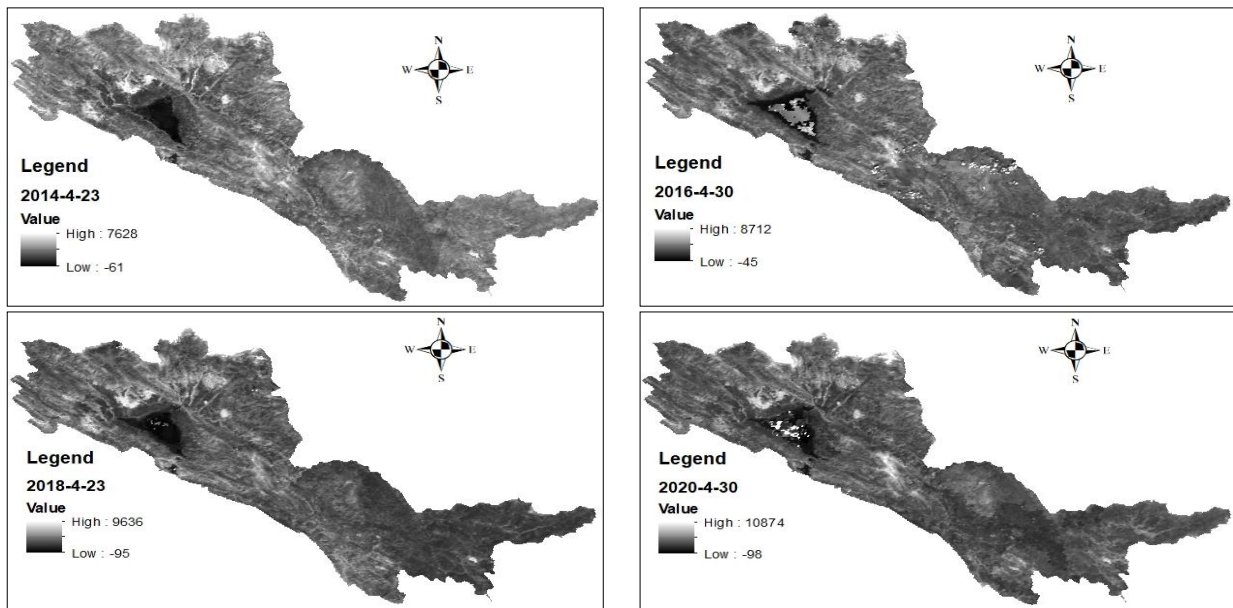 N
W E
S
Legend
2014-4-23
Value
High : 7628
Low : -61
N
W E
S
Legend
2016-4-30
Value
High : 8712
Low : -45
N
W E
S
Legend
2018-4-23
Value
High : 9636
Low : -95
N
W E
S
Legend
2020-4-30
Value
High : 10874
Low : -98